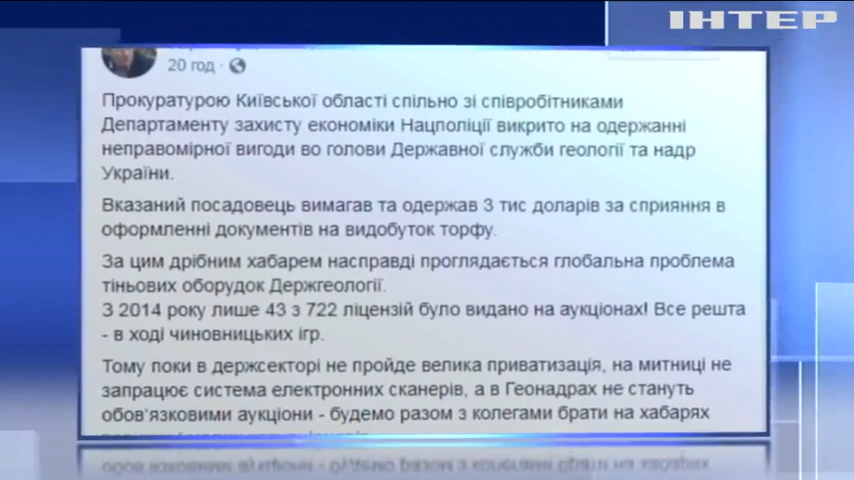 ІНТЕР
20 год ·
Прокуратурою Київської області спільно зі співробітниками
Департаменту захисту економіки Нацполіції викрито на одержанні
неправомірної вигоди во голови Державної служби геології та надр
України.
Вказаний посадовець вимагав та одержав 3 тис доларів за сприяння в
оформленні документів на видобуток торфу.
За цим дрібним хабарем насправді проглядається глобальна проблема
тіньових оборудок Держгеології.
З 2014 року лише 43 з 722 ліцензій було видано на аукціонах! Все решта
- в ході чиновницьких ігр.
Тому поки в держсекторі не пройде велика приватизація, на митниці не
запрацює система електронних сканерів, а в Геонадрах не стануть
обов'язковими аукціони - будемо разом з колегами брати на хабарях